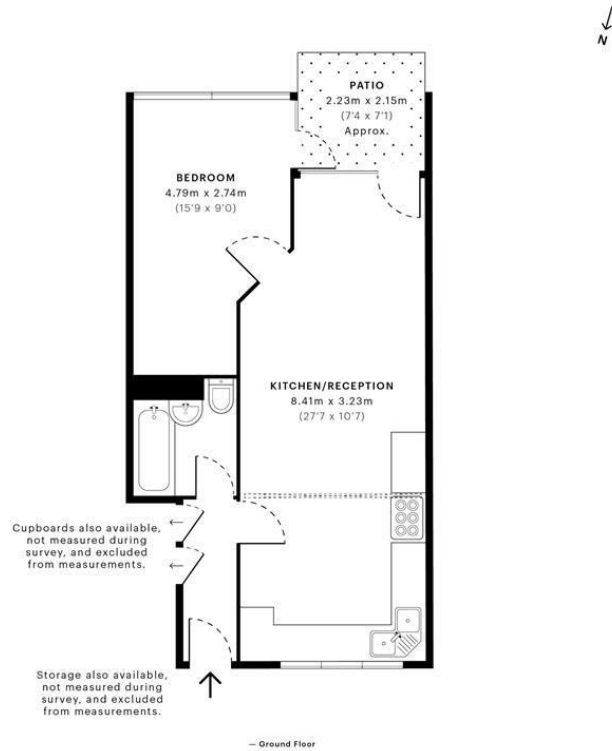 N
PATIO
2.23m x 2.15m
(7'4 x 7'1)
Approx.
BEDROOM
4.79m x 2.74m
(15'9 x 9'0)
KITCHEN/RECEPTION
8.41m x 3.23m
(27'7 x 10'7)
Cupboards also available,
not measured during
survey, and excluded
from measurements.
Storage also available,
not measured during
survey, and excluded
from measurements.
— Ground Floor